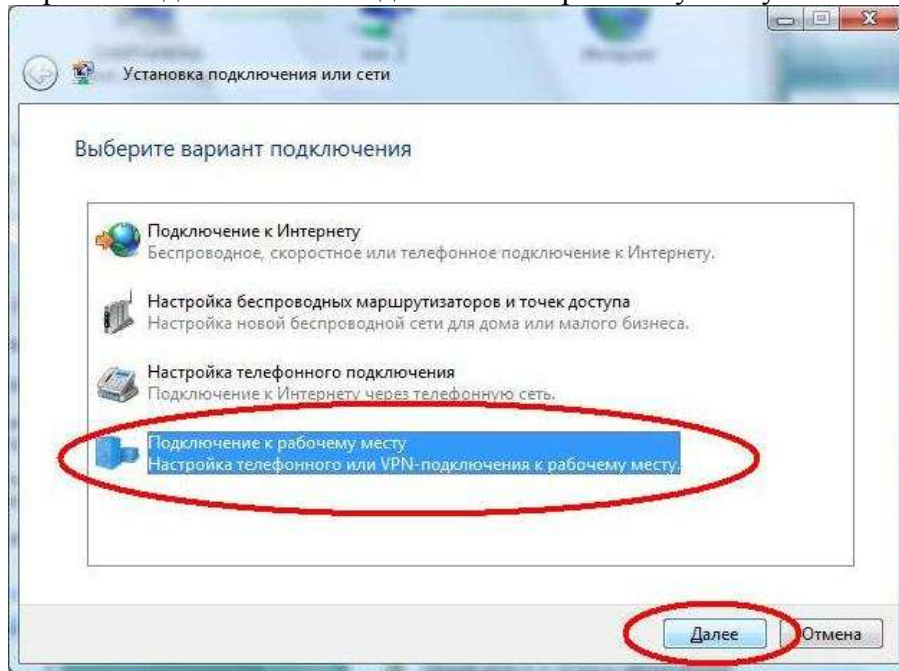 Установка подключения или сети
Выберите вариант подключения
Подключение к Интернету
Беспроводное, скоростное или телефонное подключение к Интернету.
Настройка беспроводных маршрутизаторов и точек доступа
Настройка новой беспроводной сети для дома или малого бизнеса.
Настройка телефонного подключения
Подключение к Интернету через телефонную сеть.
Подключение к рабочему месту
Настройка телефонного или VPN-подключения к рабочему месту.
Далее
Отмена